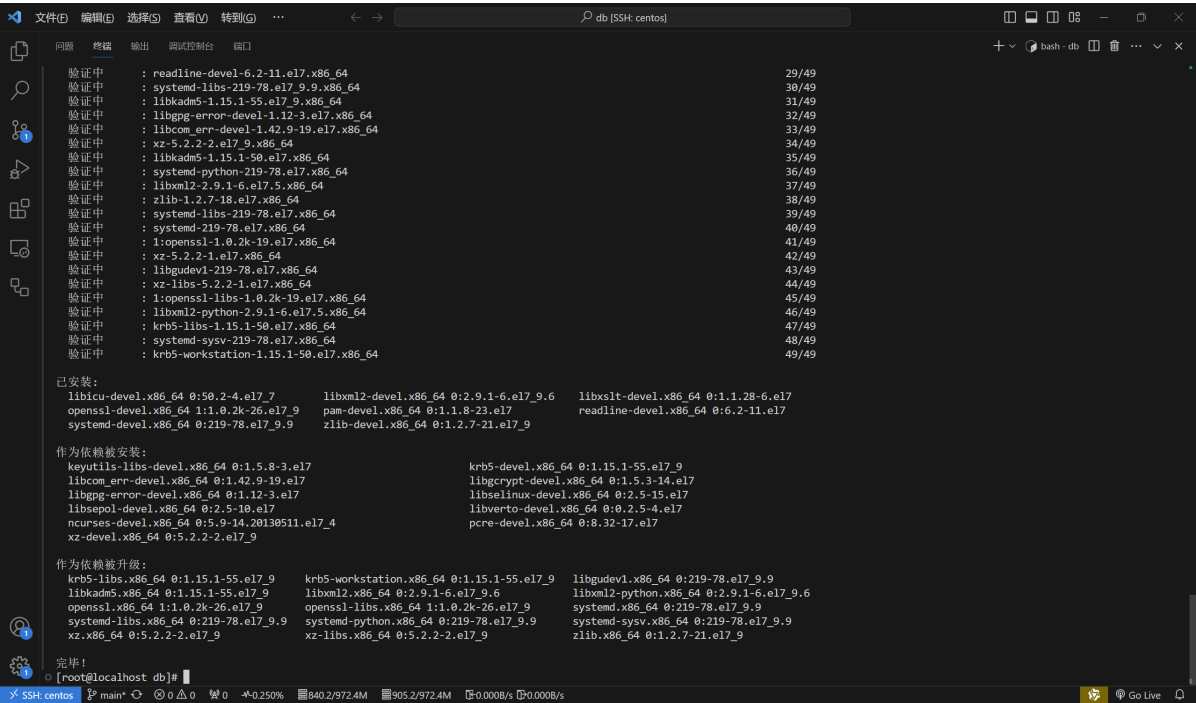 文件(F) 编辑(E) 选择(S) 查看(V) 转到(G) ··· db [SSH: centos]
问题 终端 输出 调试控制台 端口 bash - db
验证中 : readline-devel-6.2-11.el7.x86_64 29/49
验证中 : systemd-libs-219-78.el7_9.9.x86_64 30/49
验证中 : libkadm5-1.15.1-55.el7_9.x86_64 31/49
验证中 : libgpg-error-devel-1.12-3.el7.x86_64 32/49
验证中 : libcom_err-devel-1.42.9-19.el7.x86_64 33/49
验证中 : xz-5.2.2-2.el7_9.x86_64 34/49
验证中 : libkadm5-1.15.1-50.el7.x86_64 35/49
验证中 : systemd-python-219-78.el7.x86_64 36/49
验证中 : libxml2-2.9.1-6.el7.5.x86_64 37/49
验证中 : zlib-1.2.7-18.el7.x86_64 38/49
验证中 : systemd-libs-219-78.el7.x86_64 39/49
验证中 : systemd-219-78.el7.x86_64 40/49
验证中 : 1:openssl-1.0.2k-19.el7.x86_64 41/49
验证中 : xz-5.2.2-1.el7.x86_64 42/49
验证中 : libgudev1-219-78.el7.x86_64 43/49
验证中 : xz-libs-5.2.2-1.el7.x86_64 44/49
验证中 : 1:openssl-libs-1.0.2k-19.el7.x86_64 45/49
验证中 : libxml2-python-2.9.1-6.el7.5.x86_64 46/49
验证中 : krb5-libs-1.15.1-50.el7.x86_64 47/49
验证中 : systemd-sysv-219-78.el7.x86_64 48/49
验证中 : krb5-workstation-1.15.1-50.el7.x86_64 49/49
已安装:
libicu-devel.x86_64 0:50.2-4.el7_7 libxml2-devel.x86_64 0:2.9.1-6.el7_9.6 libxslt-devel.x86_64 0:1.1.28-6.el7
openssl-devel.x86_64 1:1.0.2k-26.el7_9 pam-devel.x86_64 0:1.1.8-23.el7 readline-devel.x86_64 0:6.2-11.el7
systemd-devel.x86_64 0:219-78.el7_9.9 zlib-devel.x86_64 0:1.2.7-21.el7_9
作为依赖被安装:
keyutils-libs-devel.x86_64 0:1.5.8-3.el7 krb5-devel.x86_64 0:1.15.1-55.el7_9
libcom_err-devel.x86_64 0:1.42.9-19.el7 libgcrypt-devel.x86_64 0:1.5.3-14.el7
libgpg-error-devel.x86_64 0:1.12-3.el7 libselinux-devel.x86_64 0:2.5-15.el7
libsepol-devel.x86_64 0:2.5-10.el7 libverto-devel.x86_64 0:0.2.5-4.el7
ncurses-devel.x86_64 0:5.9-14.20130511.el7_4 pcre-devel.x86_64 0:8.32-17.el7
xz-devel.x86_64 0:5.2.2-2.el7_9
作为依赖被升级:
krb5-libs.x86_64 0:1.15.1-55.el7_9 krb5-workstation.x86_64 0:1.15.1-55.el7_9 libgudev1.x86_64 0:219-78.el7_9.9
libkadm5.x86_64 0:1.15.1-55.el7_9 libxml2.x86_64 0:2.9.1-6.el7_9.6 libxml2-python.x86_64 0:2.9.1-6.el7_9.6
openssl.x86_64 1:1.0.2k-26.el7_9 openssl-libs.x86_64 1:1.0.2k-26.el7_9 systemd.x86_64 0:219-78.el7_9.9
systemd-libs.x86_64 0:219-78.el7_9.9 systemd-python.x86_64 0:219-78.el7_9.9 systemd-sysv.x86_64 0:219-78.el7_9.9
xz.x86_64 0:5.2.2-2.el7_9 xz-libs.x86_64 0:5.2.2-2.el7_9 zlib.x86_64 0:1.2.7-21.el7_9
完毕!
[root@localhost db]#
SSH: centos main* 0 0 0 0.250% 840.2/972.4M 905.2/972.4M 0.000B/s 0.000B/s Go Live